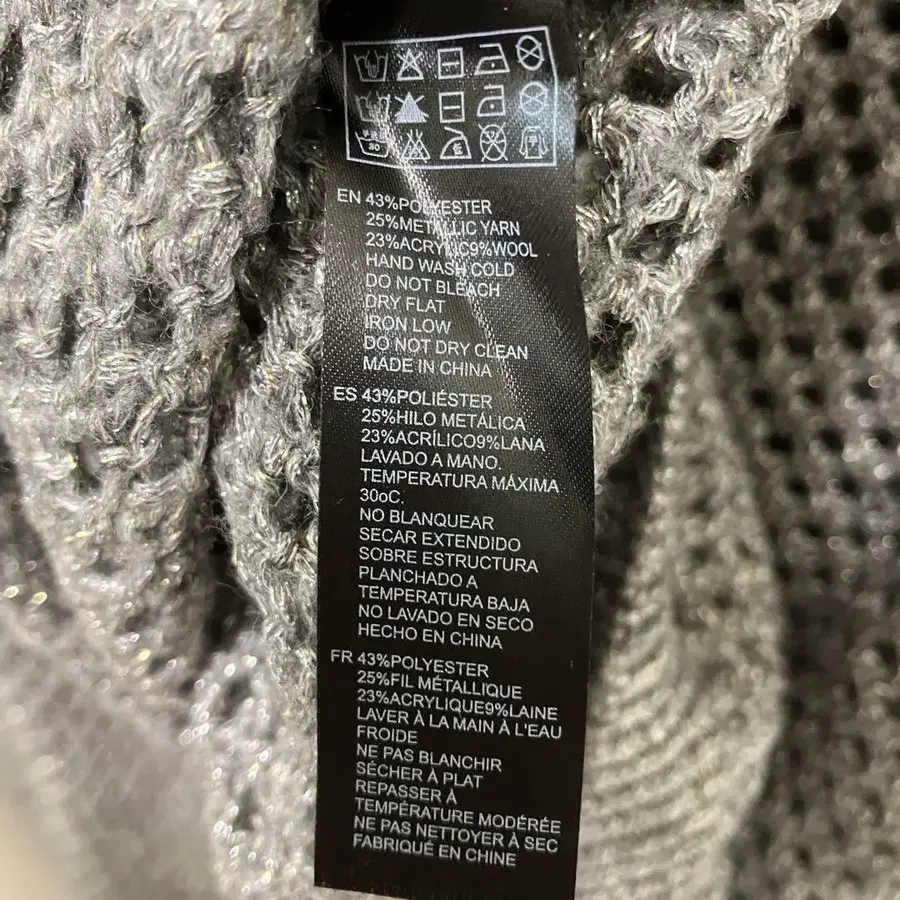 30
EN 43%POLYESTER
25%METALLIC YARN
23%ACRYLIC9%WOOL
HAND WASH COLD
DO NOT BLEACH
DRY FLAT
IRON LOW
DO NOT DRY CLEAN
MADE IN CHINA
ES 43%POLIÉSTER
25%HILO METÁLICA
23%ACRÍLICO9%LANA
LAVADO A MANO.
TEMPERATURA MÁXIMA
30oC.
NO BLANQUEAR
SECAR EXTENDIDO
SOBRE ESTRUCTURA
PLANCHADO A
TEMPERATURA BAJA
NO LAVADO EN SECO
HECHO EN CHINA
FR 43%POLYESTER
25%FIL MÉTALLIQUE
23%ACRYLIQUE9%LAINE
LAVER À LA MAIN À L'EAU
FROIDE
NE PAS BLANCHIR
SÉCHER À PLAT
REPASSER À
TEMPÉRATURE MODÉRÉE
NE PAS NETTOYER À SEC
FABRIQUÉ EN CHINE